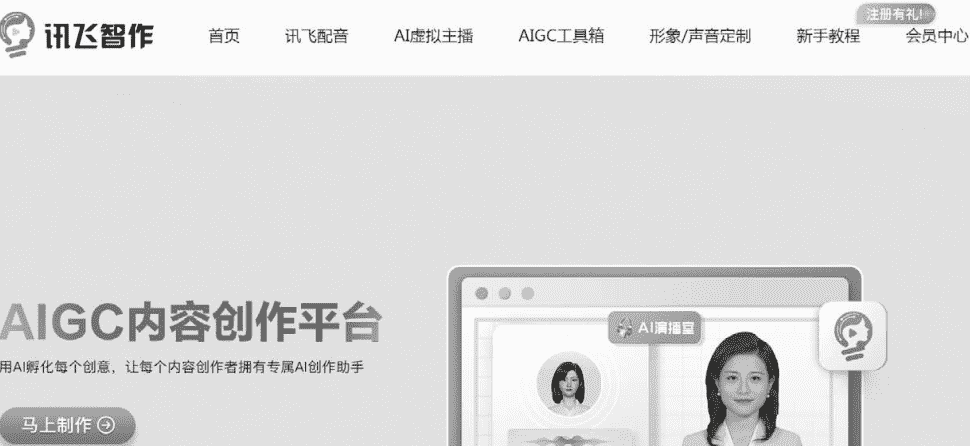 注册有礼!
讯飞智作
首页
讯飞配音
AI虚拟主播
AIGC工具箱
形象/声音定制
新手教程
会员中心
AI演播室
AIGC内容创作平台
用AI孵化每个创意，让每个内容创作者拥有专属AI创作助手
马上制作